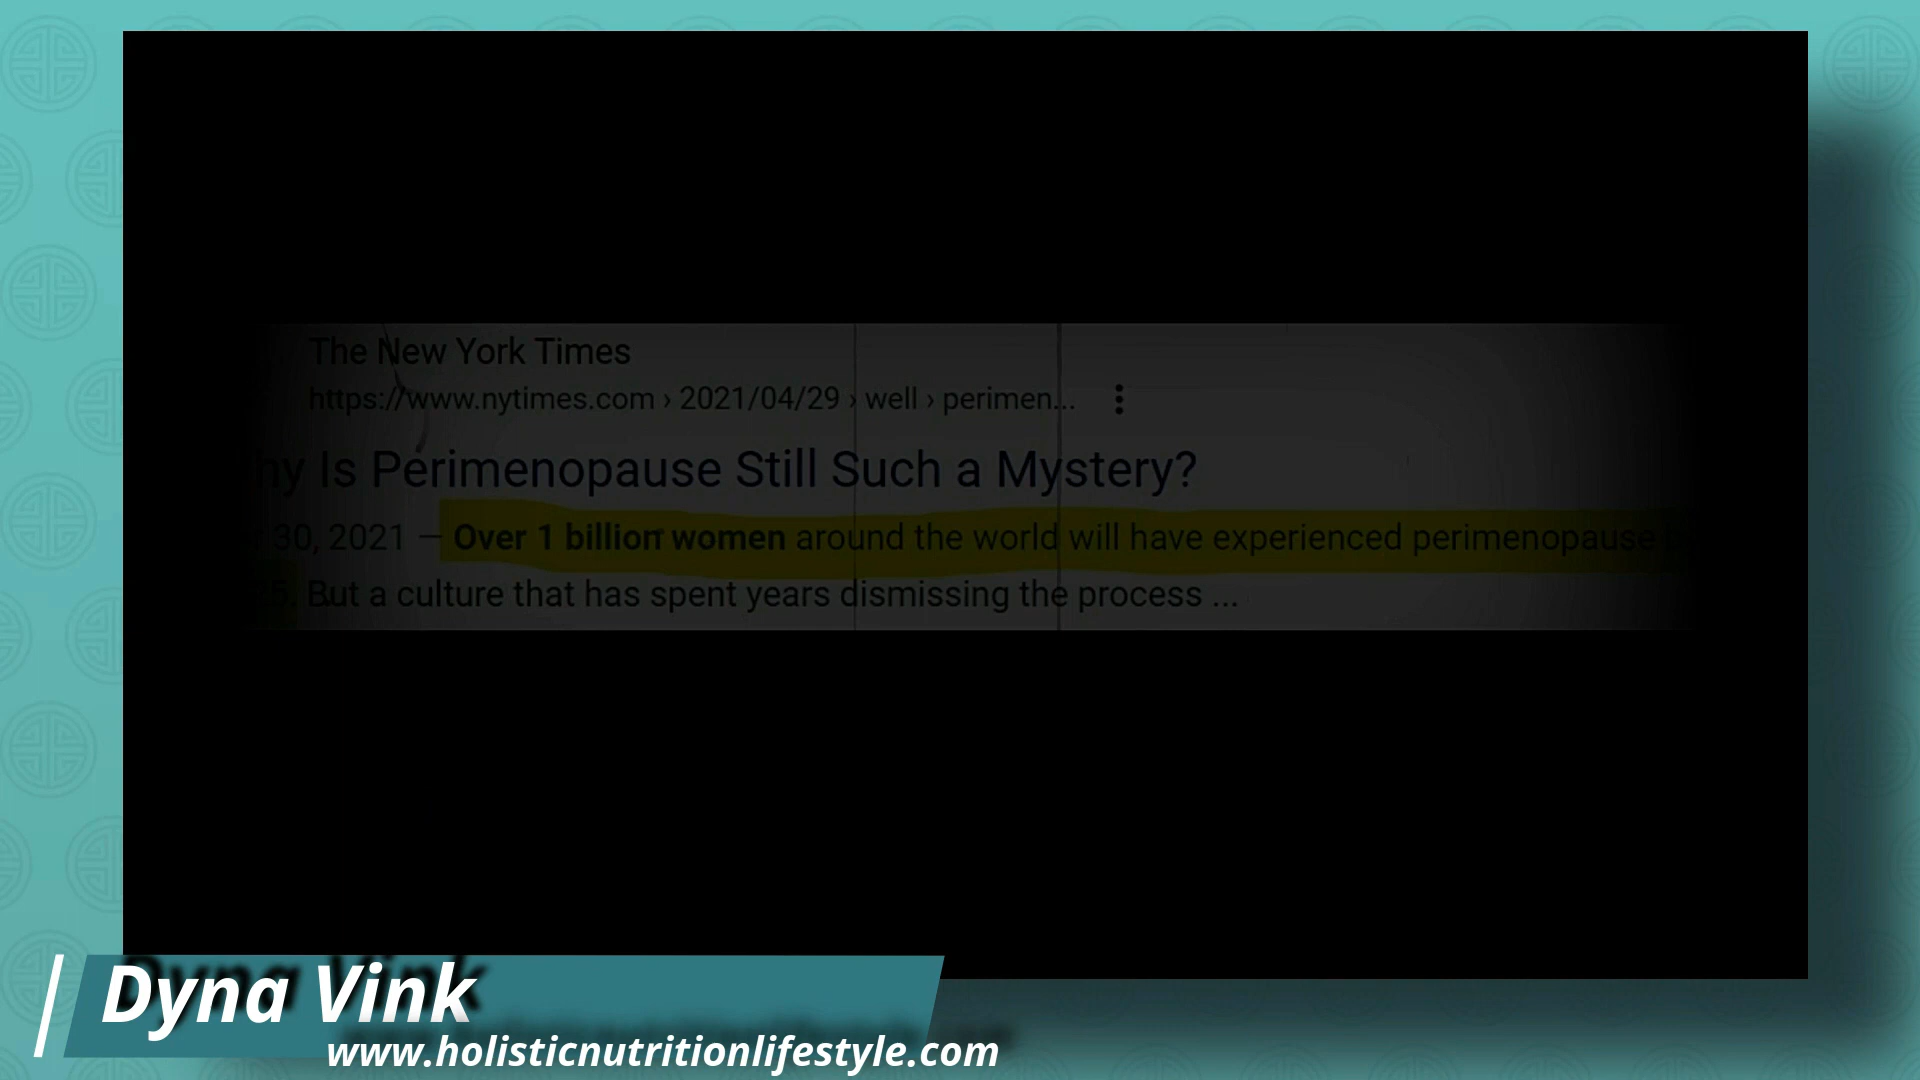 The New York Times
https://www.nytimes.com › 2021/04/29 › well › perimen...
hy Is Perimenopause Still Such a Mystery?
30, 2021 — Over 1 billion women around the world will have experienced perimenopause
5. But a culture that has spent years dismissing the process ...
Dyna Vink
www.holisticnutritionlifestyle.com